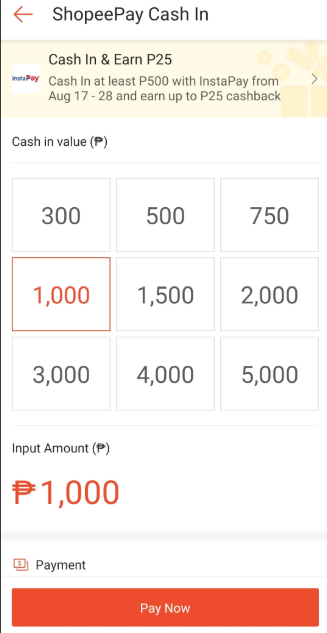 ShopeePay Cash In
Cash In & Earn P25
instaPay
Cash In at least P500 with InstaPay from
Aug 17 - 28 and earn up to P25 cashback
Cash in value (₱)
300
500
750
1,000
1,500
2,000
3,000
4,000
5,000
Input Amount (₱)
₱1,000
Payment
Pay Now